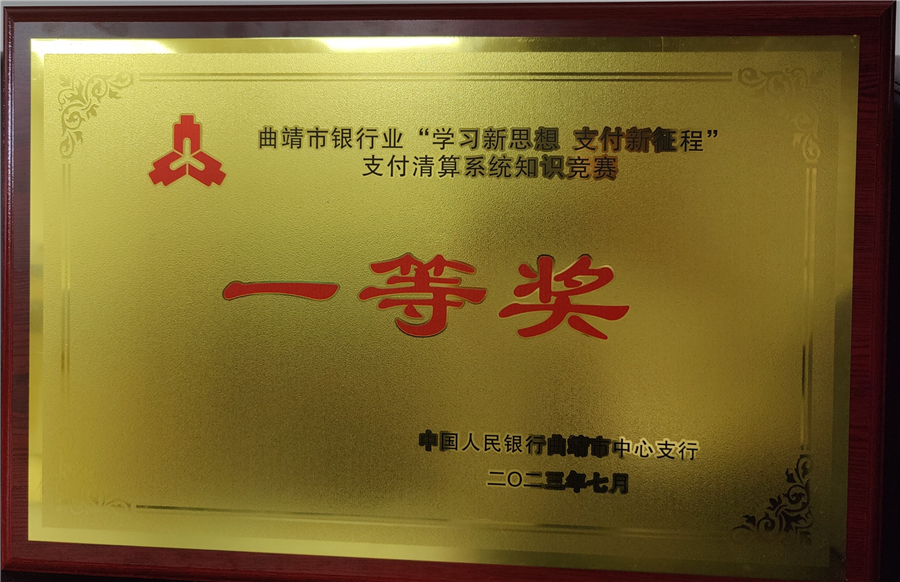 曲靖市银行业“学习新思想 支付新征程”
支付清算系统知识竞赛
一等奖
中国人民银行曲靖市中心支行
二〇二三年七月